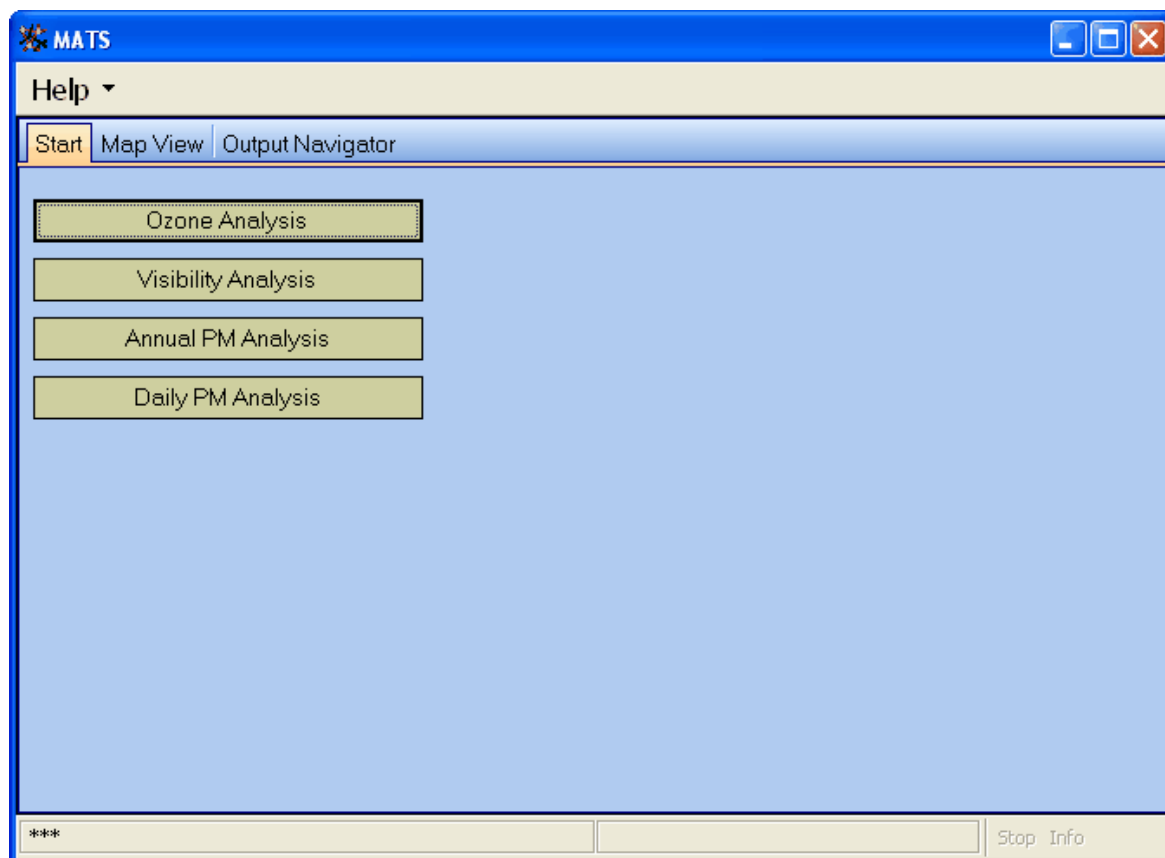 MATS
Help
Start Map View Output Navigator
Ozone Analysis
Visibility Analysis
Annual PM Analysis
Daily PM Analysis
*** Stop Info